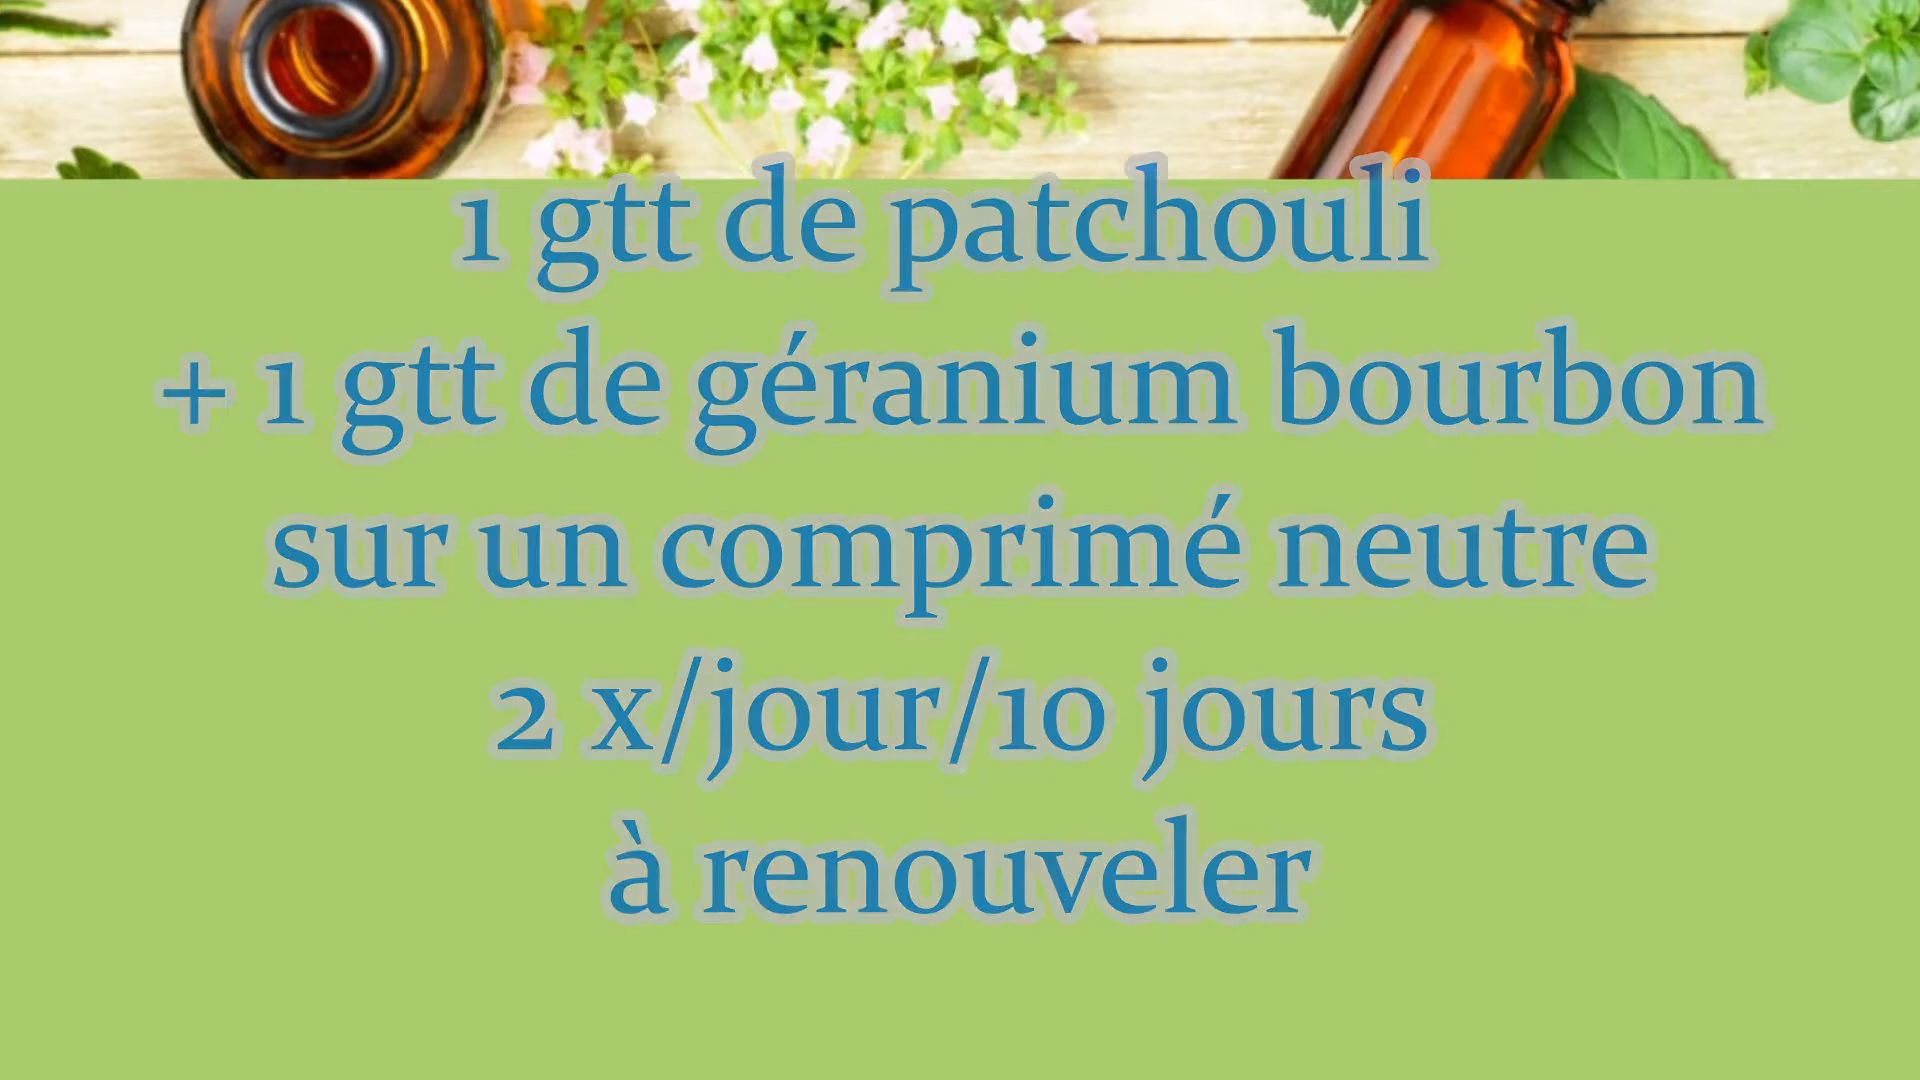 1 gtt de patchouli
+ 1 gtt de géranium bourbon
sur un comprimé neutre
2 x/jour/10 jours
à renouveler